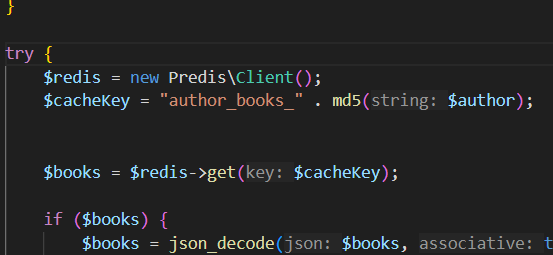 }
try {
$redis = new Predis\Client();
$cacheKey = "author_books_" . md5(string: $author);
$books = $redis->get(key: $cacheKey);
if ($books) {
$books = json_decode(json: $books, associative: t